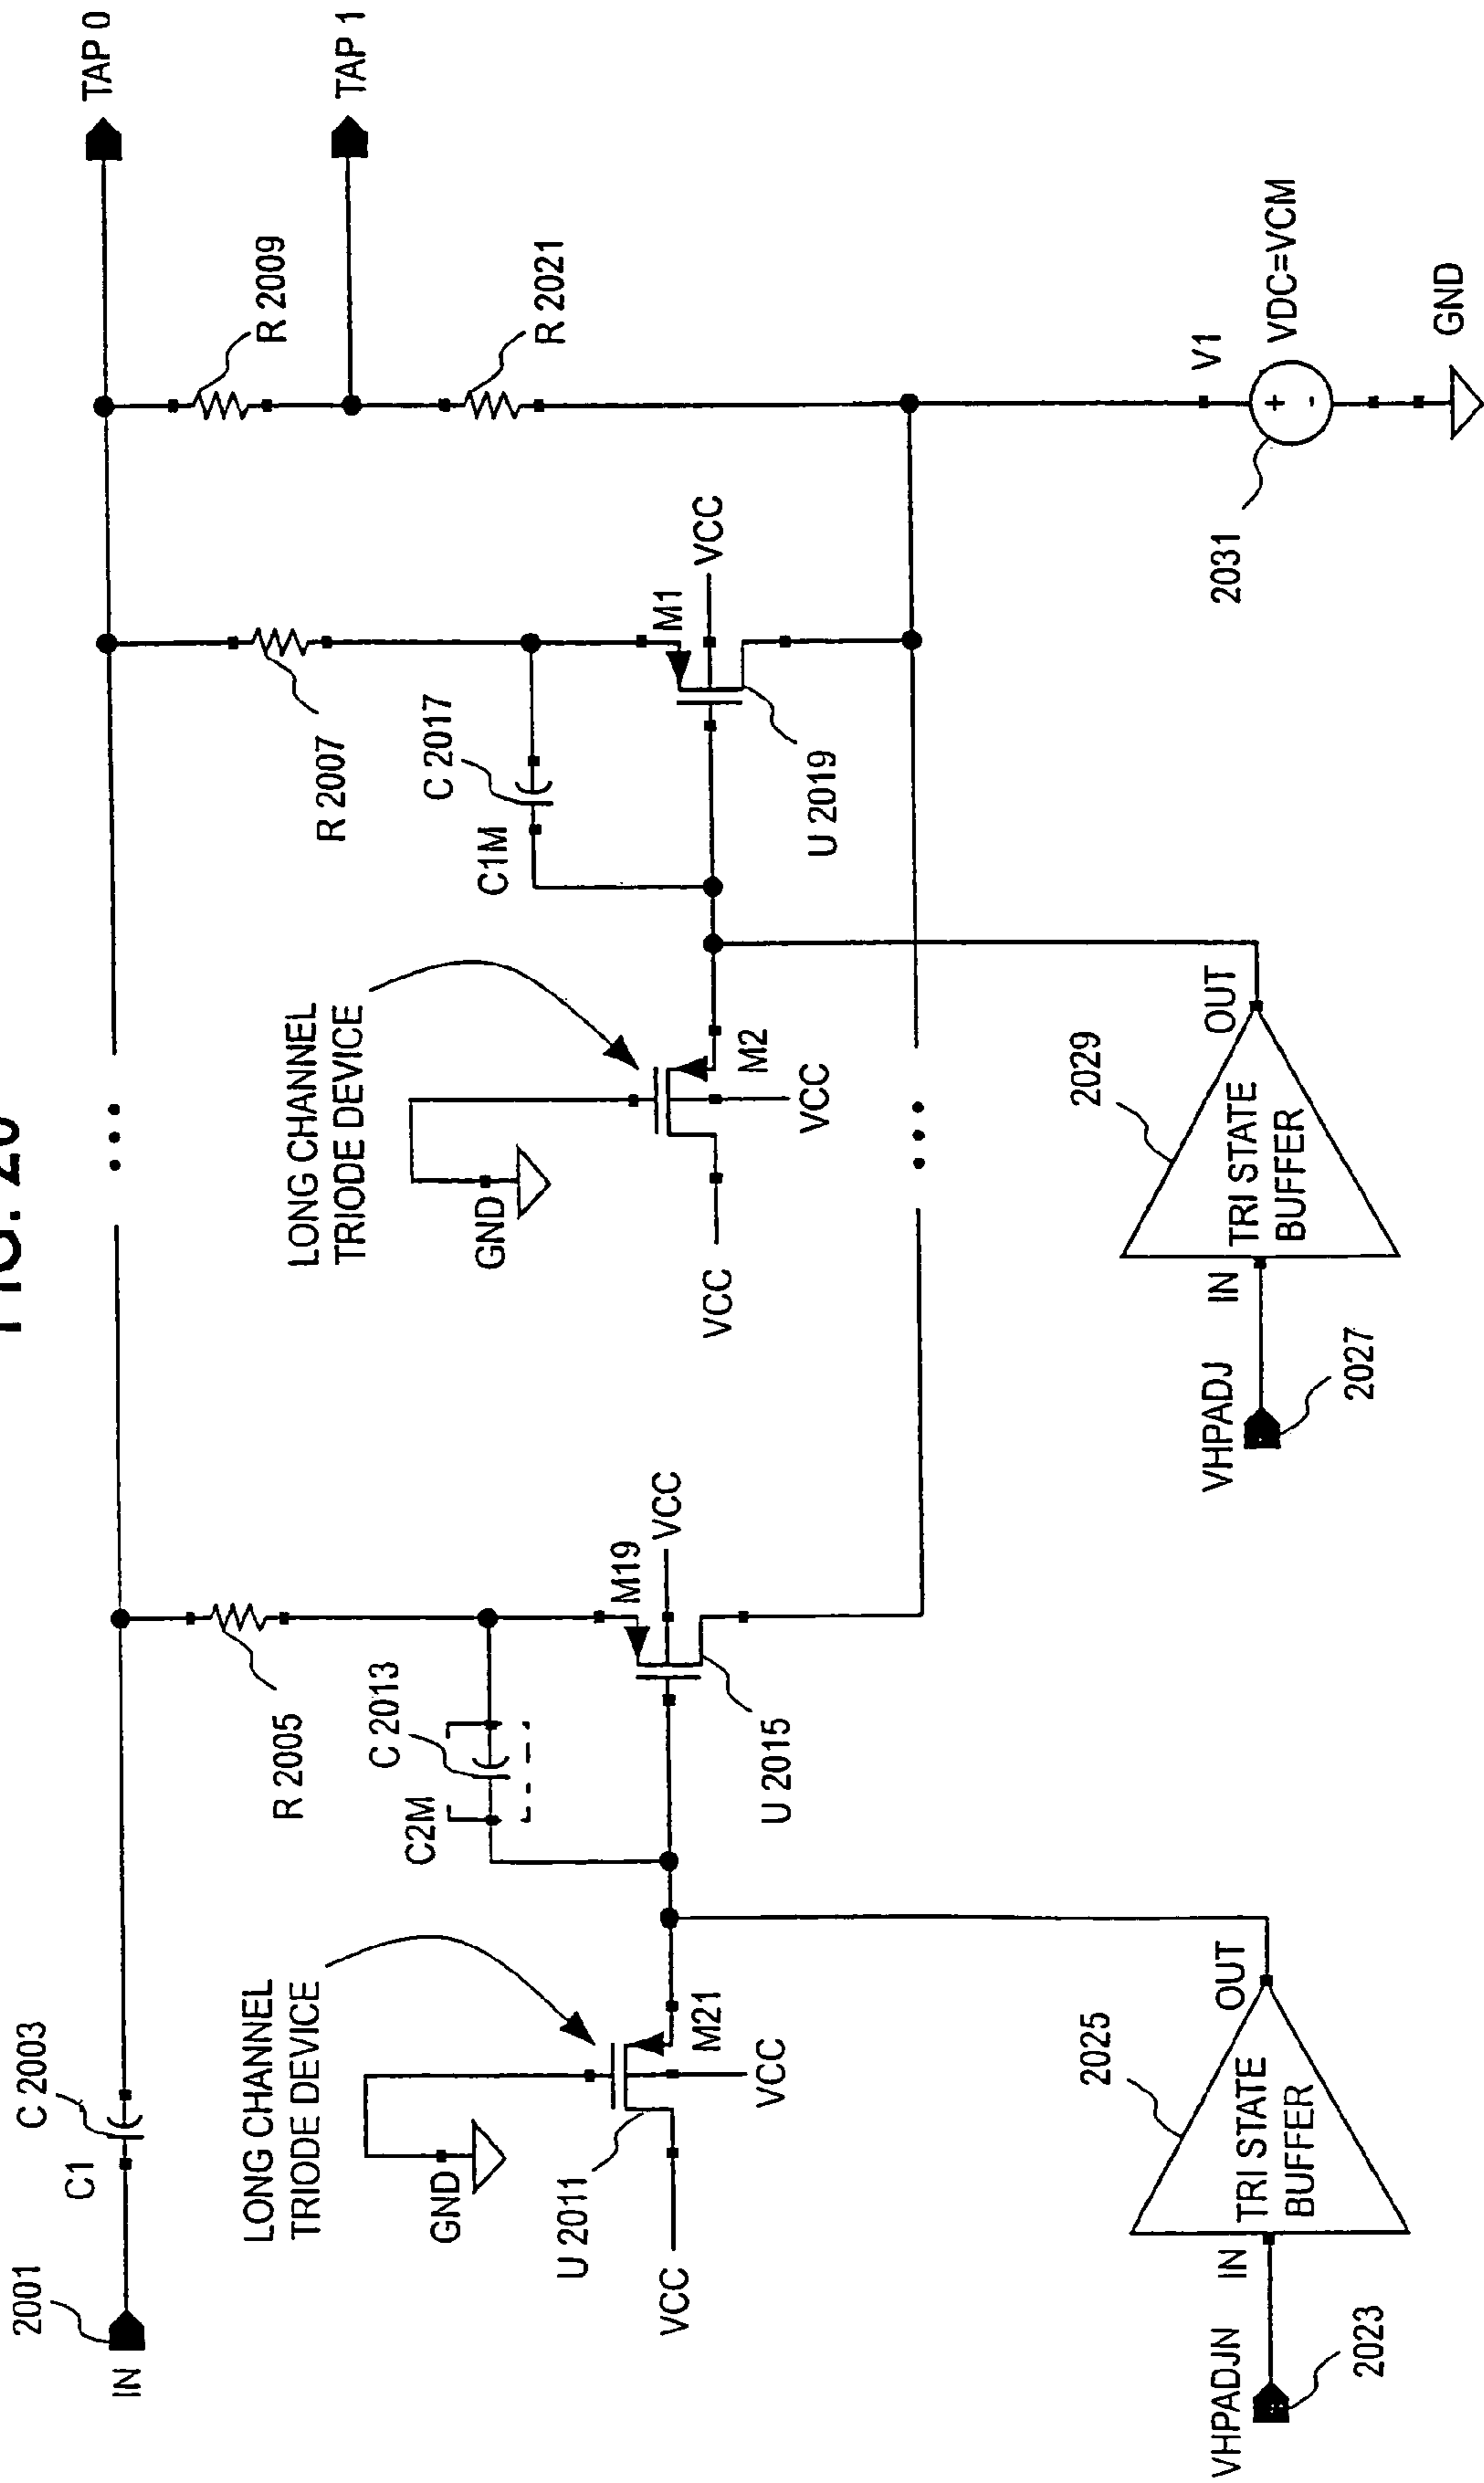 FIG. 20
2001
IN
C1
C 2003
TAP 0
TAP 1
R 2005
R 2007
R 2009
R 2021
LONG CHANNEL
TRIODE DEVICE
GND
U 2011
VCC
VCC
M21
C2M
C 2013
M19
VCC
U 2015
LONG CHANNEL
TRIODE DEVICE
GND
VCC
VCC
M2
C1M
C 2017
M1
VCC
U 2019
VHPADJN
2023
IN
TRI STATE
BUFFER
2025
OUT
VHPADJ
2027
IN
TRI STATE
BUFFER
2029
OUT
2031
V1
+
-
VDC=VCM
GND